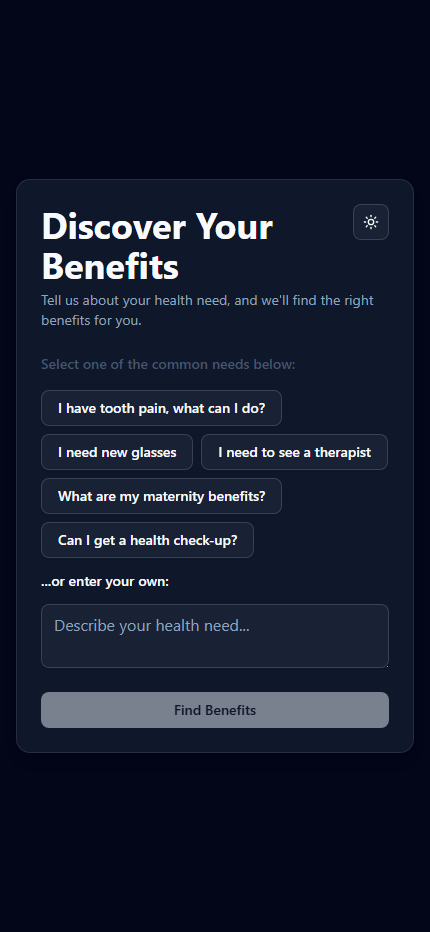 Discover Your
Benefits
Tell us about your health need, and we'll find the right
benefits for you.
Select one of the common needs below:
I have tooth pain, what can I do?
I need new glasses
I need to see a therapist
What are my maternity benefits?
Can I get a health check-up?
...or enter your own:
Describe your health need...
Find Benefits